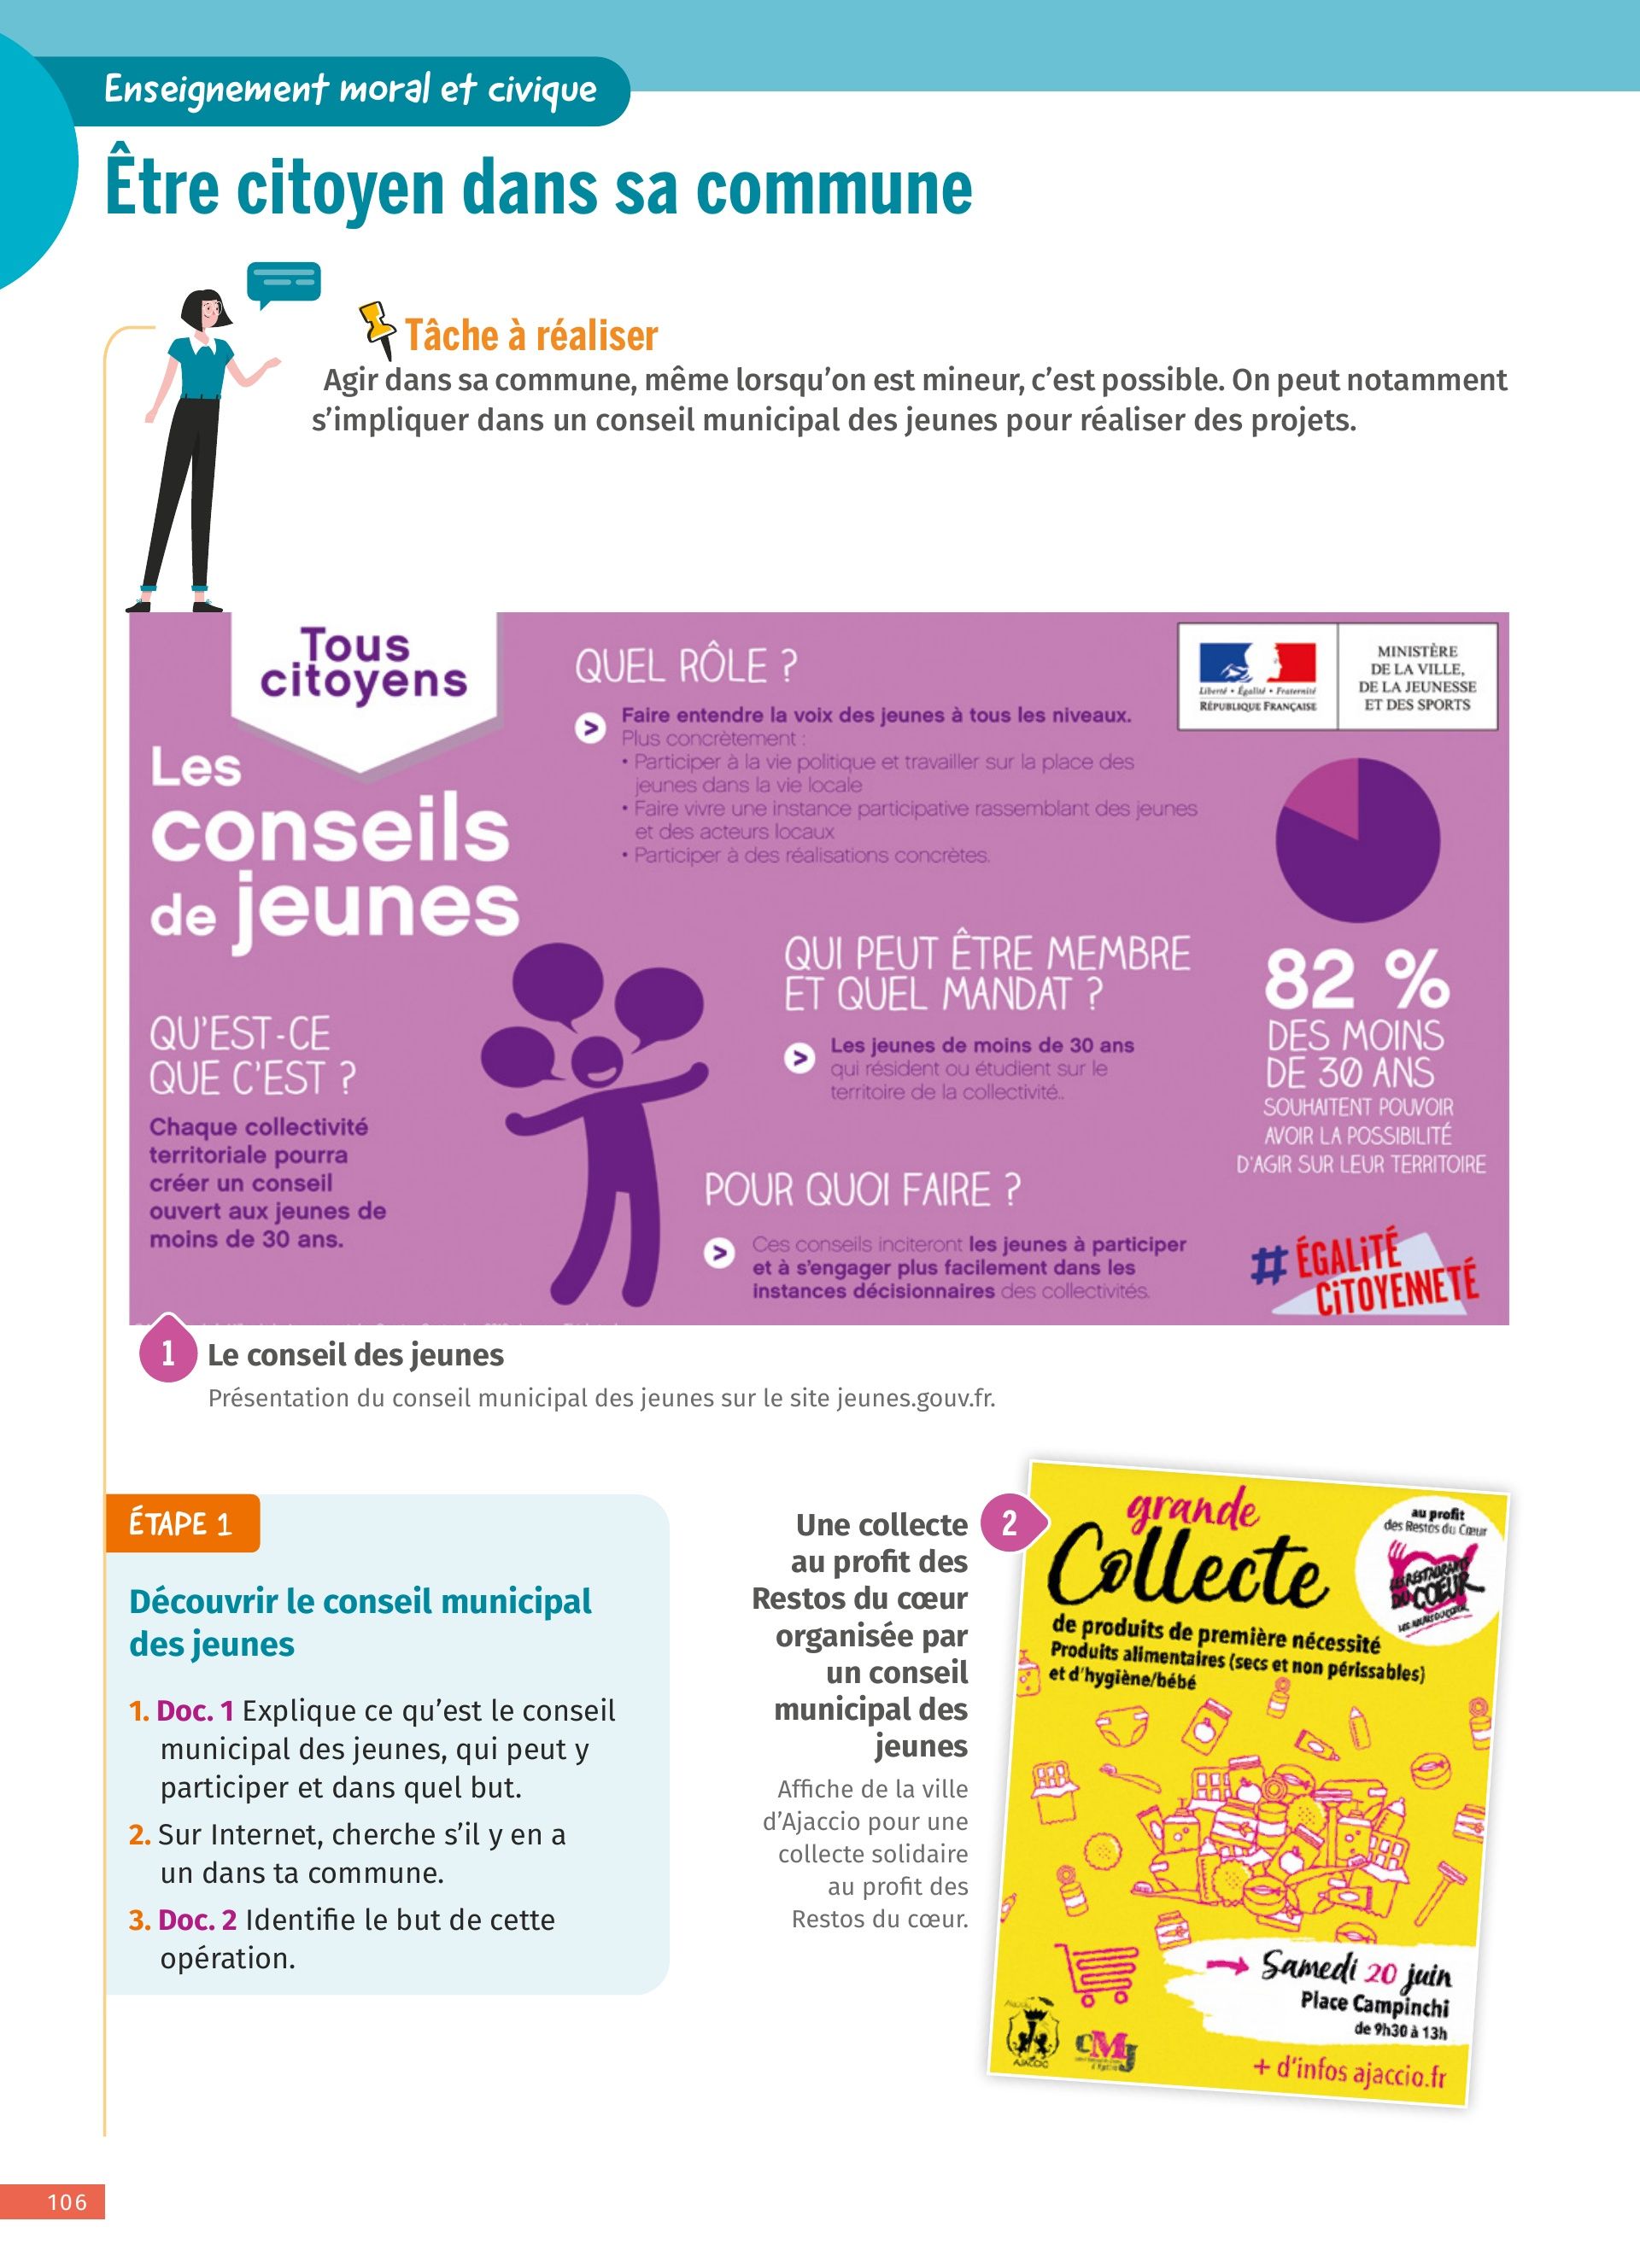 Enseignement moral et civique
Être citoyen dans sa commune
Tâche à réaliser
Agir dans sa commune, même lorsqu’on est mineur, c’est possible. On peut notamment
s’impliquer dans un conseil municipal des jeunes pour réaliser des projets.
Tous
citoyens
Les
conseils
de jeunes
QU'EST-CE
QUE C'EST ?
Chaque collectivité
territoriale pourra
créer un conseil
ouvert aux jeunes de
moins de 30 ans.
QUEL RÔLE ?
> Faire entendre la voix des jeunes à tous les niveaux.
Plus concrètement :
• Participer à la vie politique et travailler sur la place des
jeunes dans la vie locale
• Faire vivre une instance participative rassemblant des jeunes
et des acteurs locaux
• Participer à des réalisations concrètes.
QUI PEUT ÊTRE MEMBRE
ET QUEL MANDAT ?
> Les jeunes de moins de 30 ans
qui résident ou étudient sur le
territoire de la collectivité..
POUR QUOI FAIRE ?
> Ces conseils inciteront les jeunes à participer
et à s'engager plus facilement dans les
instances décisionnaires des collectivités.
Liberté • Égalité • Fraternité
RÉPUBLIQUE FRANÇAISE
MINISTÈRE
DE LA VILLE,
DE LA JEUNESSE
ET DES SPORTS
82 %
DES MOINS
DE 30 ANS
SOUHAITENT POUVOIR
AVOIR LA POSSIBILITÉ
D'AGIR SUR LEUR TERRITOIRE
# ÉGALiTÉ
CiTOYENNETÉ
1 Le conseil des jeunes
Présentation du conseil municipal des jeunes sur le site jeunes.gouv.fr.
ÉTAPE 1
Découvrir le conseil municipal
des jeunes
1. Doc. 1 Explique ce qu’est le conseil
municipal des jeunes, qui peut y
participer et dans quel but.
2. Sur Internet, cherche s’il y en a
un dans ta commune.
3. Doc. 2 Identifie le but de cette
opération.
2
Une collecte
au profit des
Restos du cœur
organisée par
un conseil
municipal des
jeunes
Affiche de la ville
d’Ajaccio pour une
collecte solidaire
au profit des
Restos du cœur.
grande
Collecte
au profit
des Restos du Cœur
LES RESTAURANTS
DU COEUR
de produits de première nécessité
Produits alimentaires (secs et non périssables)
et d'hygiène/bébé
Samedi 20 juin
Place Campinchi
de 9h30 à 13h
+ d'infos ajaccio.fr
AJACCIO
CMJ
106